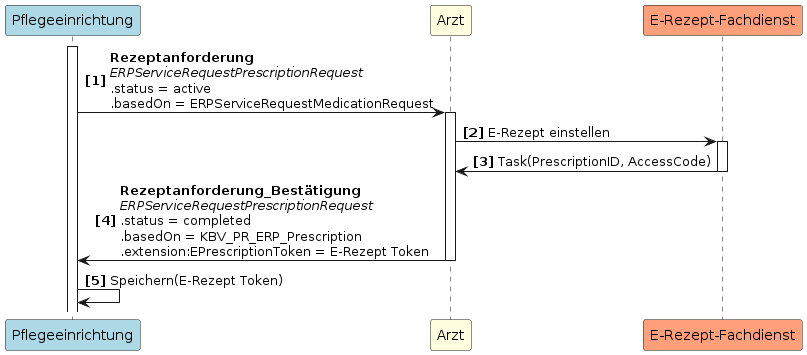 Pflegeeinrichtung
Arzt
E-Rezept-Fachdienst
Rezeptanforderung
[1] ERPServiceRequestPrescriptionRequest
.status = active
.basedOn = ERPServiceRequestMedicationRequest
[2] E-Rezept einstellen
[3] Task(PrescriptionID, AccessCode)
Rezeptanforderung_Bestätigung
ERPServiceRequestPrescriptionRequest
[4] .status = completed
.basedOn = KBV_PR_ERP_Prescription
.extension:EPrescriptionToken = E-Rezept Token
[5] Speichern(E-Rezept Token)
Pflegeeinrichtung
Arzt
E-Rezept-Fachdienst